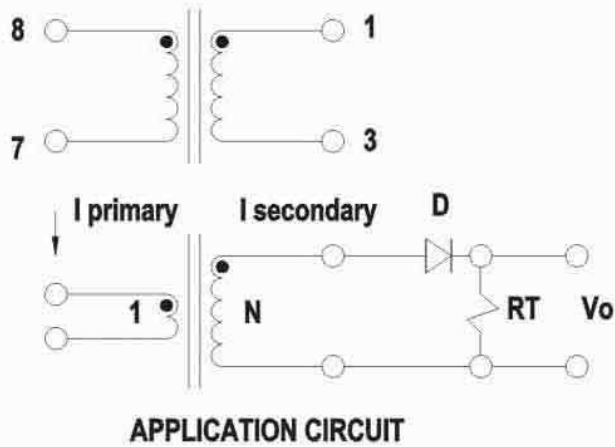 8
1
7
3
I primary
I secondary
D
1
N
RT
Vo
APPLICATION CIRCUIT